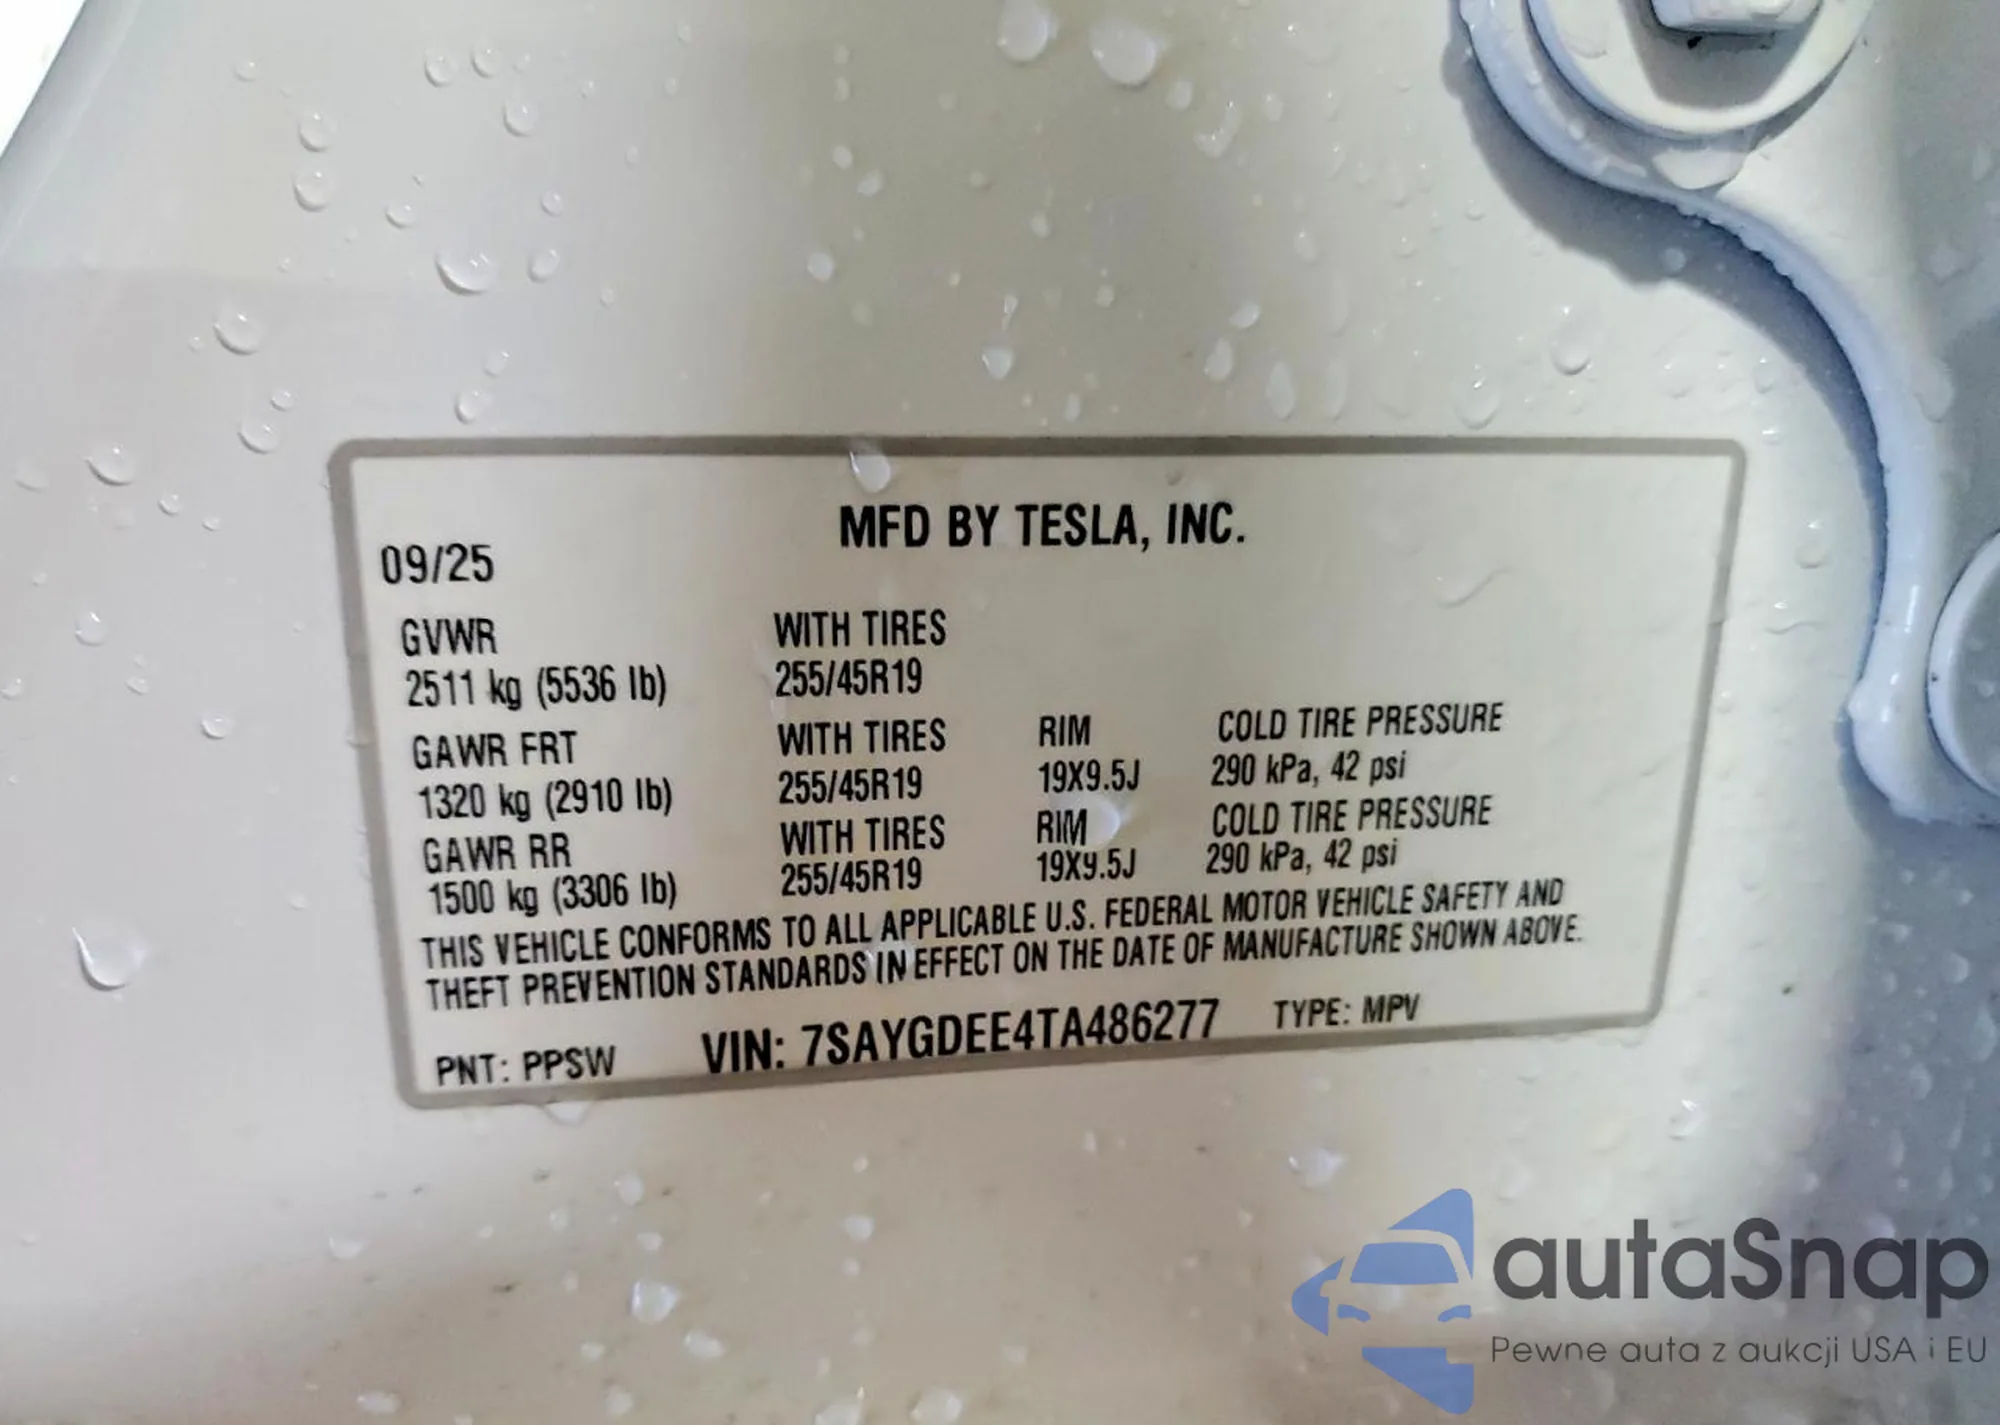 MFD BY TESLA, INC.
09/25
GVWR WITH TIRES
2511 kg (5536 lb) 255/45R19
GAWR FRT WITH TIRES RIM COLD TIRE PRESSURE
1320 kg (2910 lb) 255/45R19 19X9.5J 290 kPa, 42 psi
GAWR RR WITH TIRES RIM COLD TIRE PRESSURE
1500 kg (3306 lb) 255/45R19 19X9.5J 290 kPa, 42 psi
THIS VEHICLE CONFORMS TO ALL APPLICABLE U.S. FEDERAL MOTOR VEHICLE SAFETY AND
THEFT PREVENTION STANDARDS IN EFFECT ON THE DATE OF MANUFACTURE SHOWN ABOVE.
PNT: PPSW VIN: 7SAYGDEE4TA486277 TYPE: MPV
autaSnap
Pewne auta z aukcji USA i EU